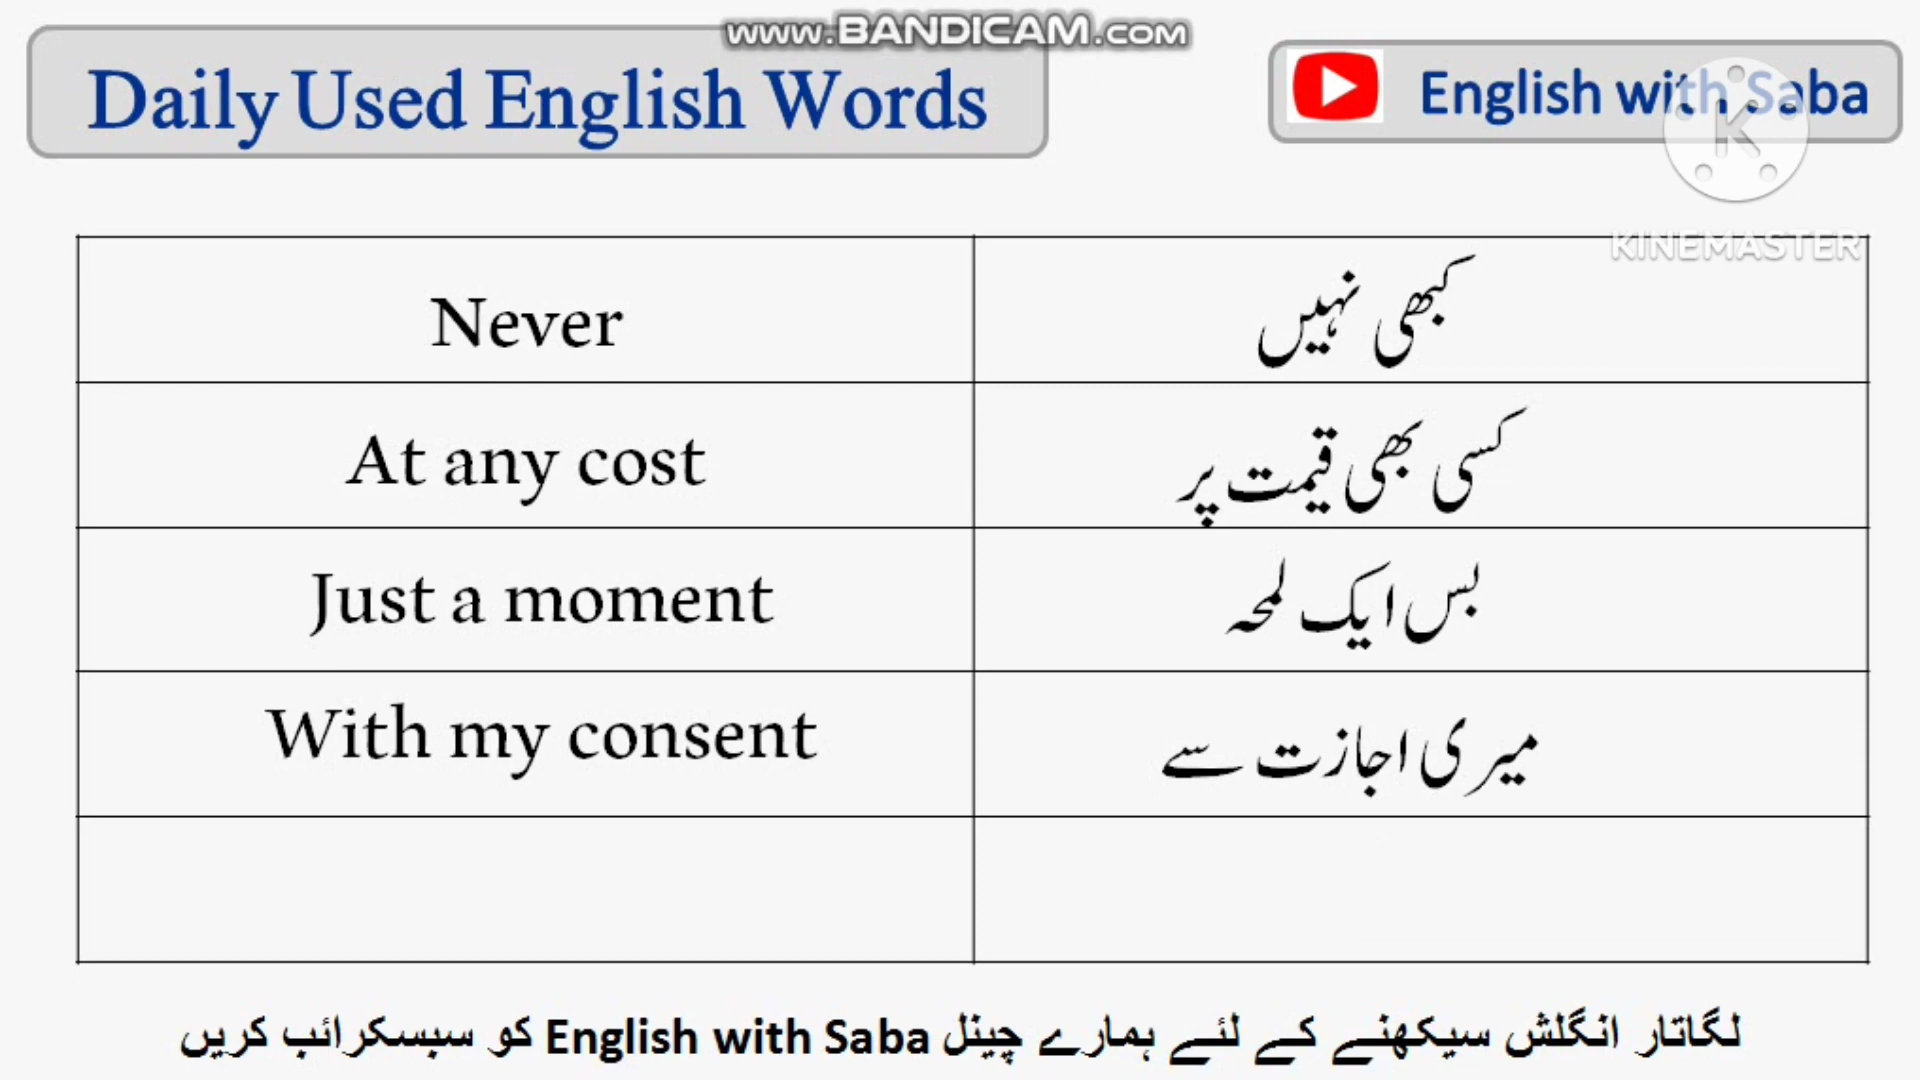 www.BANDICAM.com
Daily Used English Words
English with Saba
KINEMASTER
Never کبھی نہیں
At any cost کسی بھی قیمت پر
Just a moment بس ایک لمحہ
With my consent میری اجازت سے
لگاتار انگلش سیکھنے کے لئے ہمارے چینل English with Saba کو سبسکرائب کریں